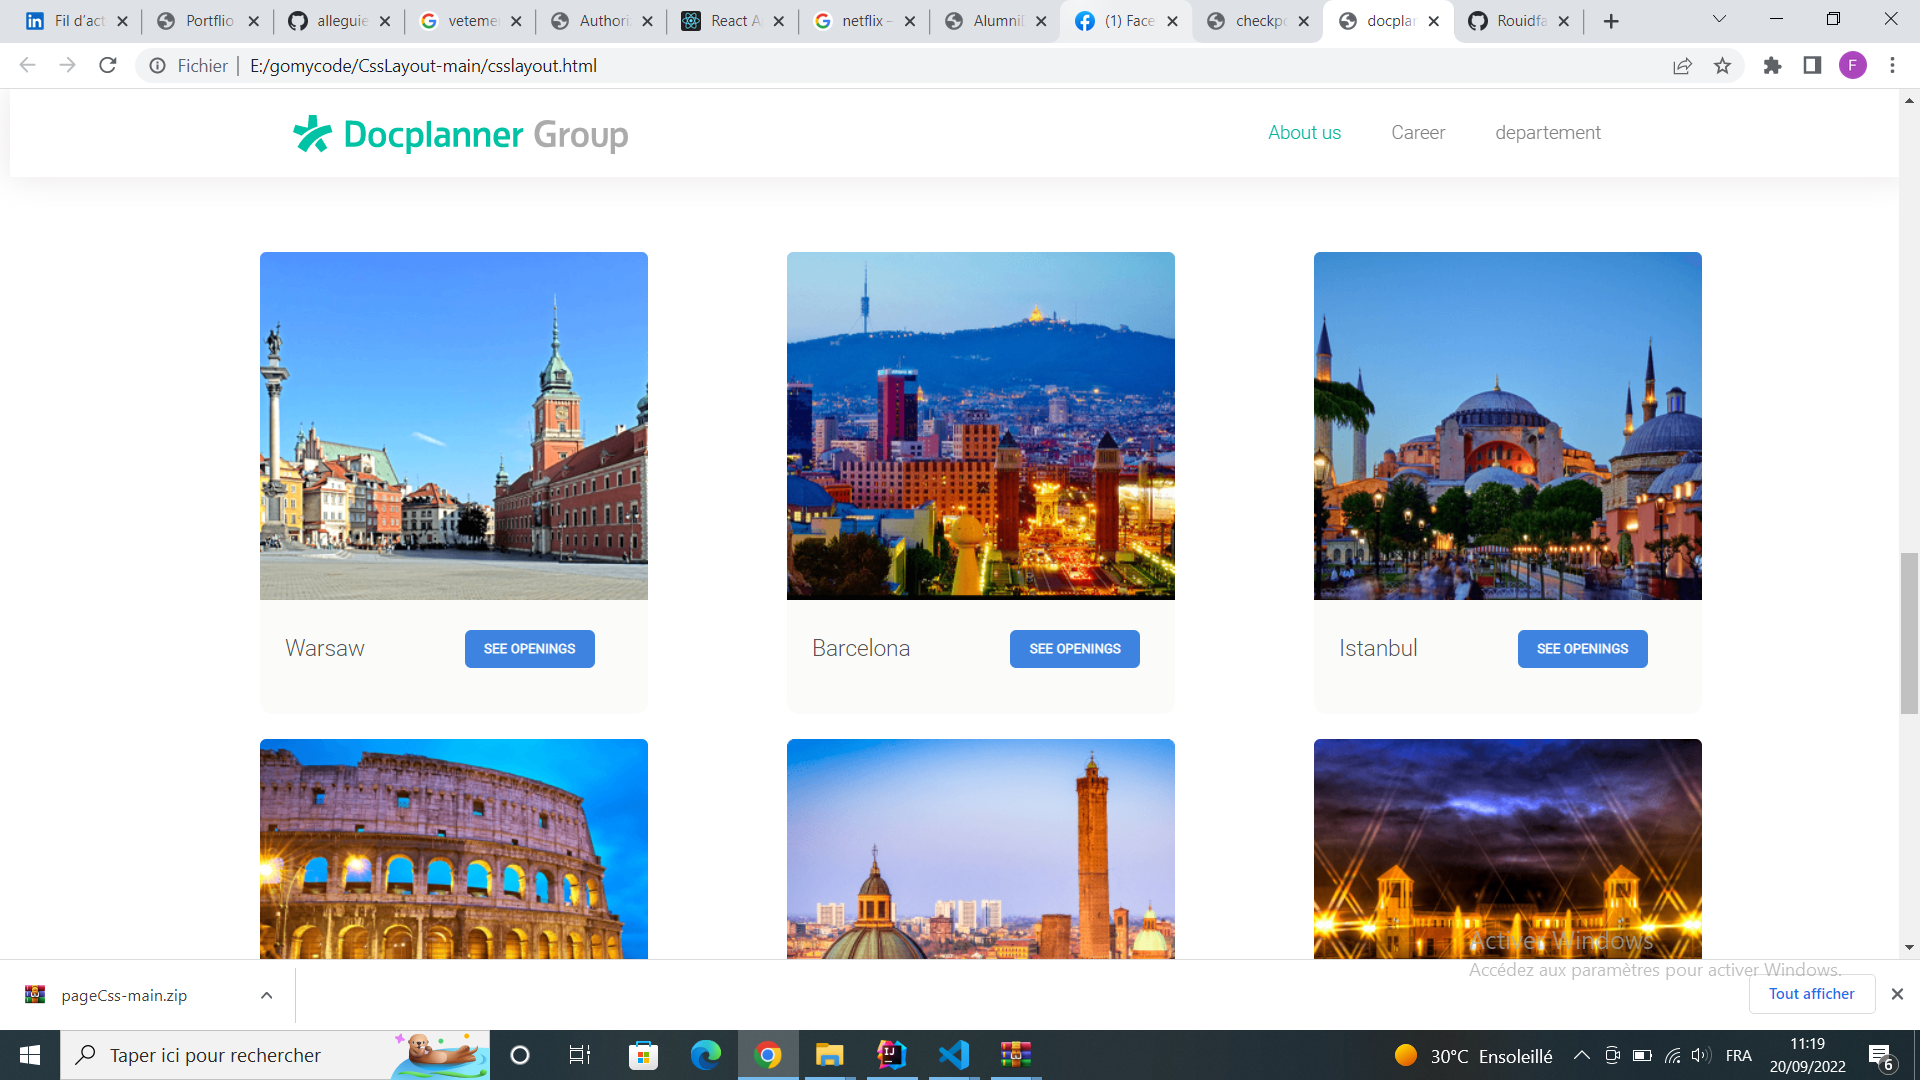 Fil d'act
Portflio
alleguie
veteme
Authori
React A
netflix –
Alumnil
(1) Face
checkpo
docplan
Rouidfa
Fichier | E:/gomycode/CssLayout-main/csslayout.html
F
Docplanner Group
About us
Career
departement
Warsaw
SEE OPENINGS
Barcelona
SEE OPENINGS
Istanbul
SEE OPENINGS
Activer Windows
Accédez aux paramètres pour activer Windows.
pageCss-main.zip
Tout afficher
Taper ici pour rechercher
30°C Ensoleillé
FRA
11:19
20/09/2022
6